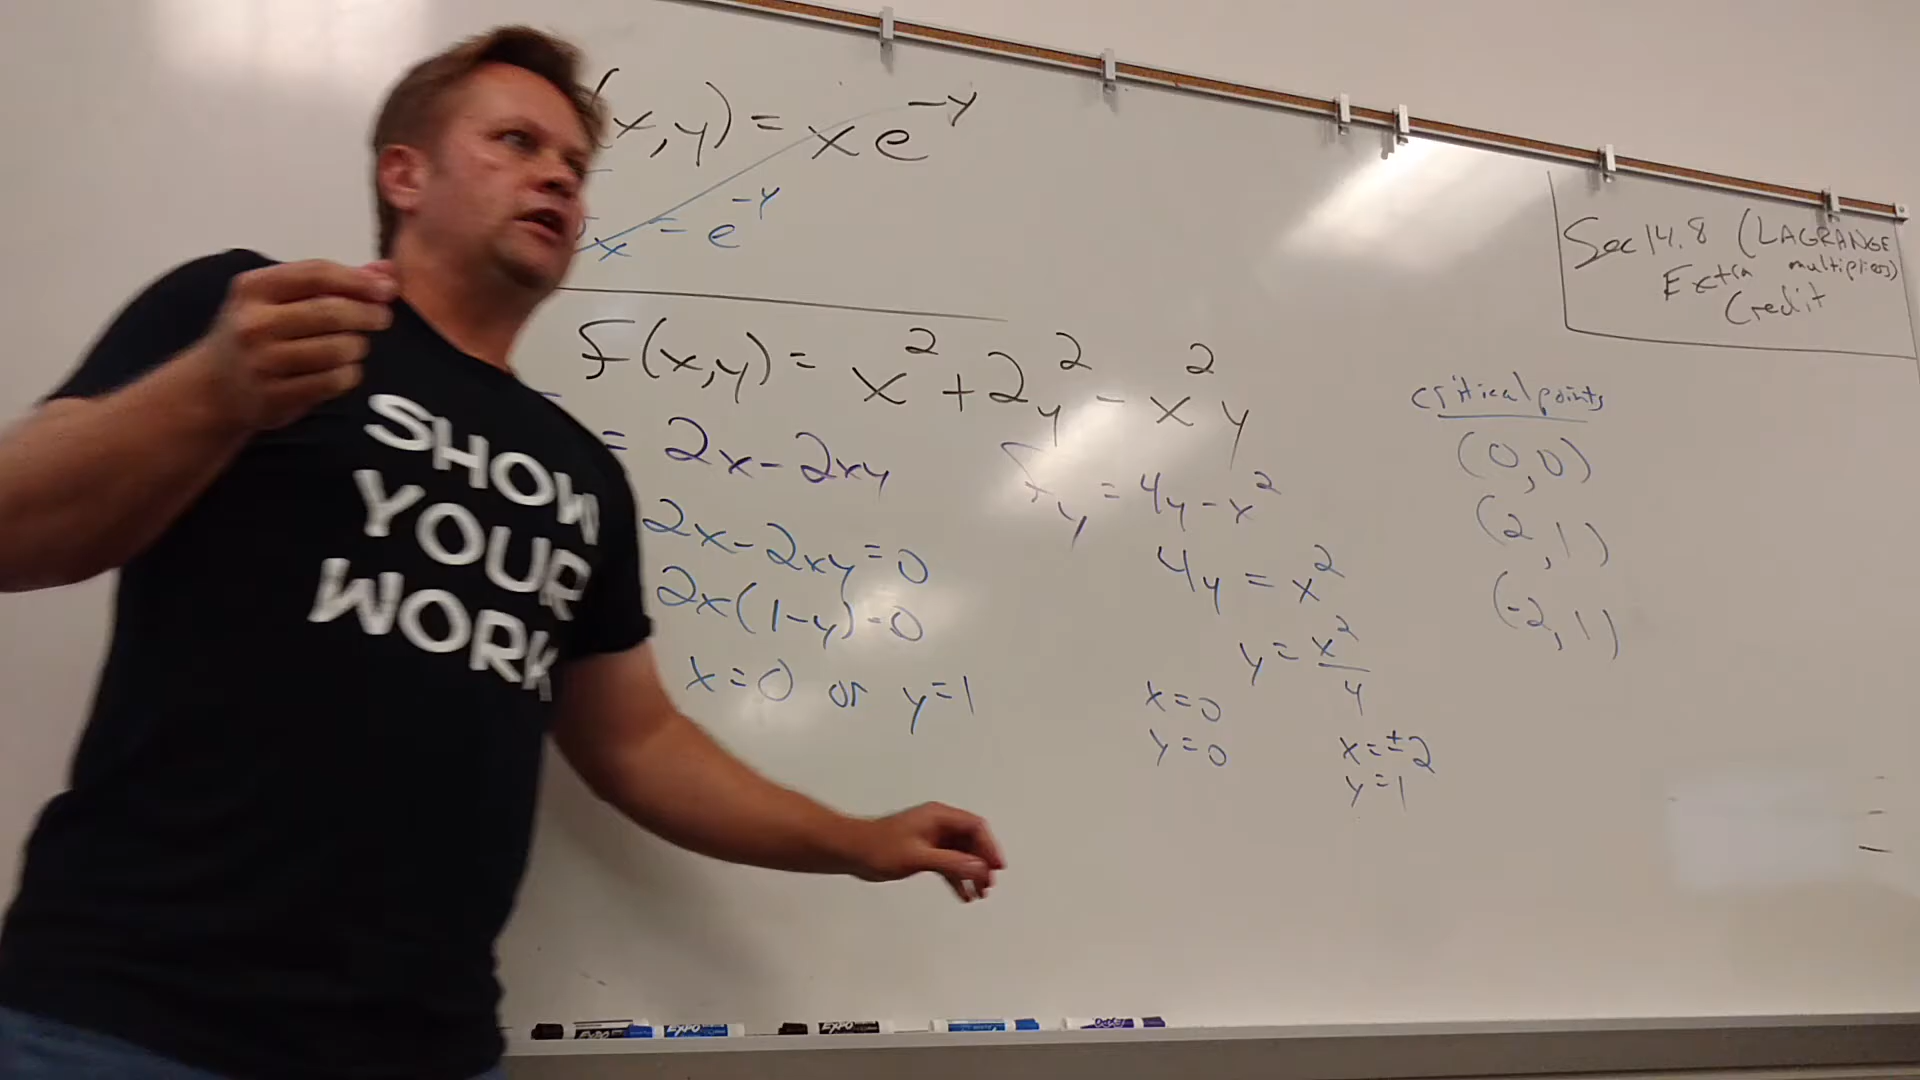 (x,y) = xe^-y
x = e^-y
Sec 14.8 (LAGRANGE
multipliers)
Extra
Credit
f(x,y) = x^2 + 2y^2 - x^2y
= 2x - 2xy
f_y = 4y - x^2
2x - 2xy = 0
2x(1-y) = 0
x=0 or y=1
4y = x^2
y = x^2/4
x=0
y=0
x=±2
y=1
critical points
(0,0)
(2,1)
(-2,1)
SHOW
YOUR
WORK
EXPO
EXPO
EXPO